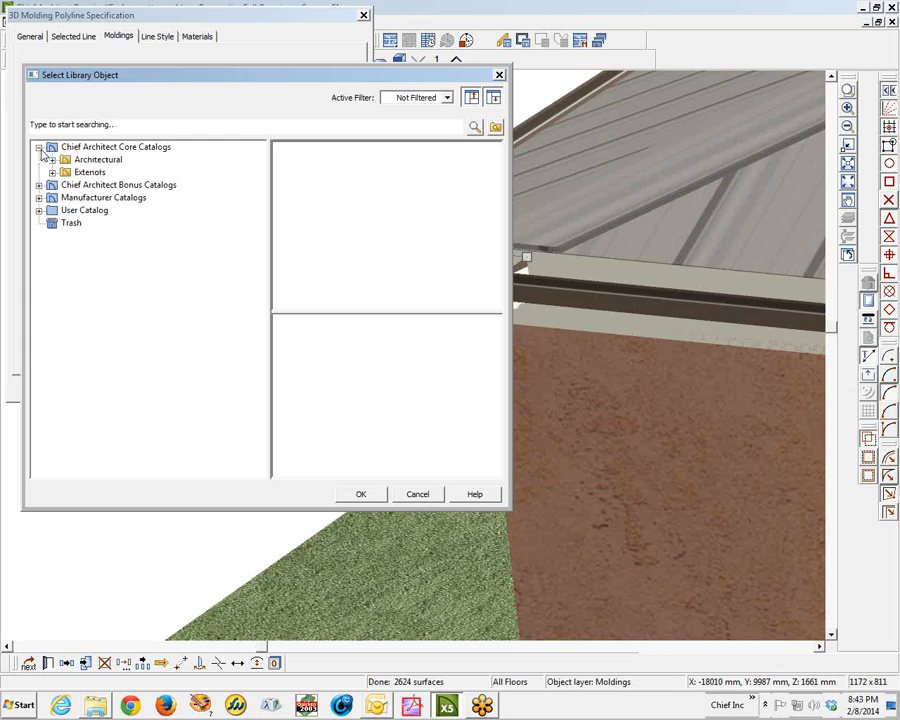 3D Molding Polyline Specification
General
Selected Line
Moldings
Line Style
Materials
Select Library Object
Active Filter:
Not Filtered
Type to start searching..
Chief Architect Core Catalogs
Architectural
Exteriors
Chief Architect Bonus Catalogs
Manufacturer Catalogs
User Catalog
Trash
OK
Cancel
Help
next
Done: 2624 surfaces
All Floors
Object layer: Moldings
X: -18010 mm, Y: 9987 mm, Z: 1661 mm
1172 x 811
Start
X5
Chief Inc
8:43 PM
2/8/2014